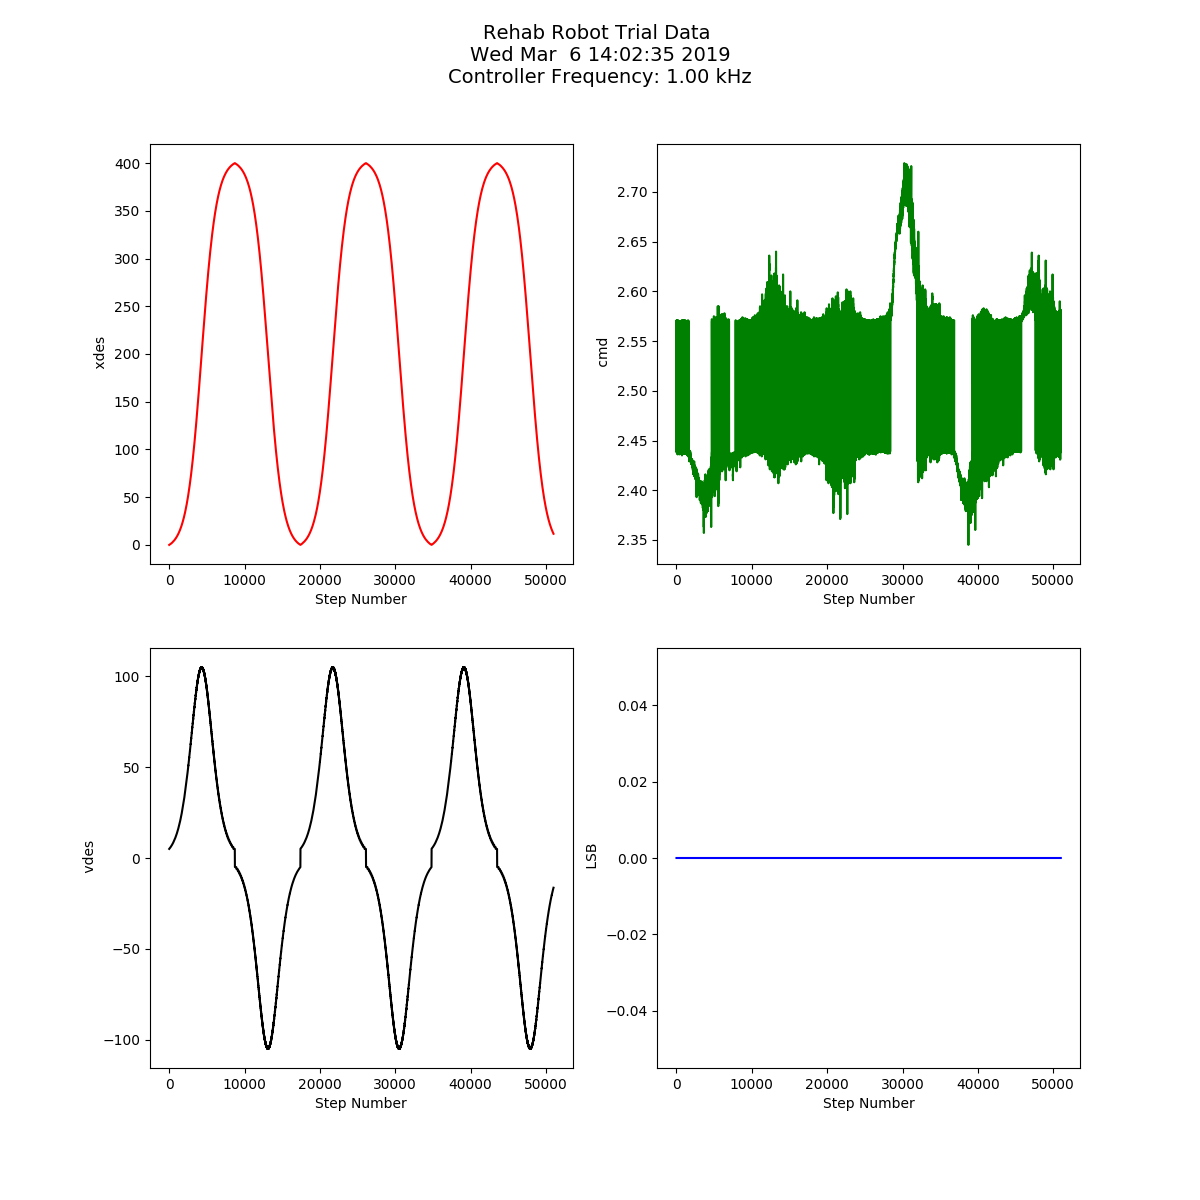 Rehab Robot Trial Data
Wed Mar  6 14:02:35 2019
Controller Frequency: 1.00 kHz
400
350
300
250
200
150
100
50
0
xdes
0 10000 20000 30000 40000 50000
Step Number
2.70
2.65
2.60
2.55
2.50
2.45
2.40
2.35
cmd
0 10000 20000 30000 40000 50000
Step Number
100
50
0
−50
−100
vdes
0 10000 20000 30000 40000 50000
Step Number
0.04
0.02
0.00
−0.02
−0.04
LSB
0 10000 20000 30000 40000 50000
Step Number